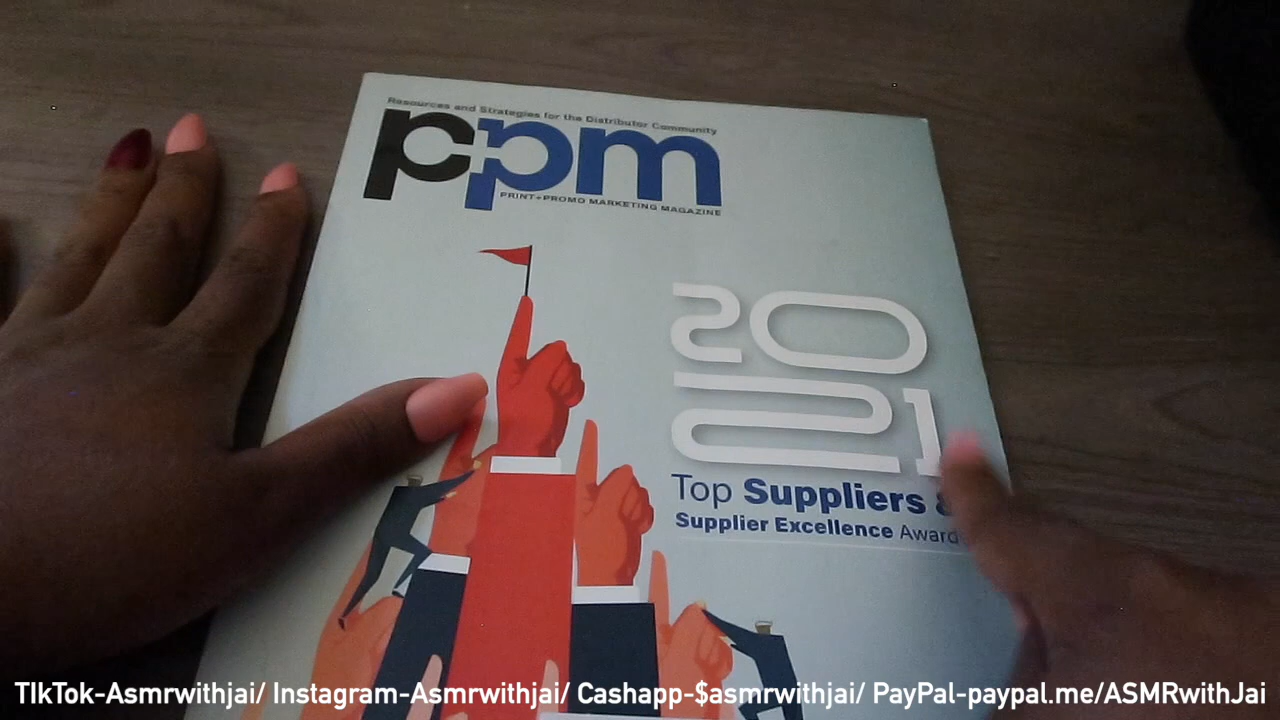 Resources and Strategies for the Distributor Community
ppm
PRINT+PROMO MARKETING MAGAZINE
2021
Top Suppliers &
Supplier Excellence Award
TIkTok-Asmrwithjai/ Instagram-Asmrwithjai/ Cashapp-$asmrwithjai/ PayPal-paypal.me/ASMRwithJai